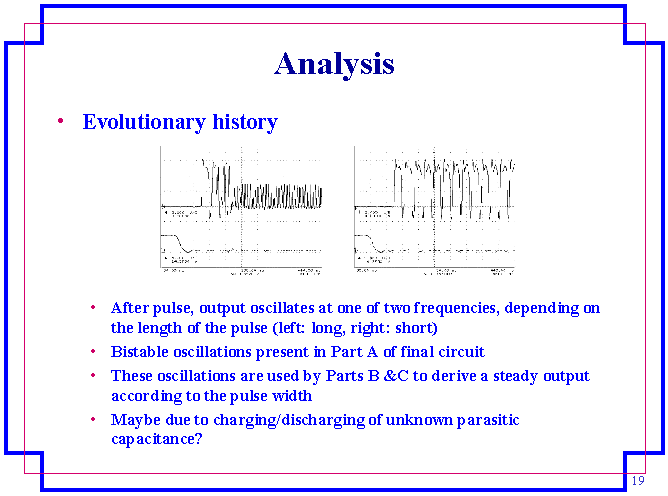 Analysis
• Evolutionary history
• After pulse, output oscillates at one of two frequencies, depending on
the length of the pulse (left: long, right: short)
• Bistable oscillations present in Part A of final circuit
• These oscillations are used by Parts B &C to derive a steady output
according to the pulse width
• Maybe due to charging/discharging of unknown parasitic
capacitance?
19